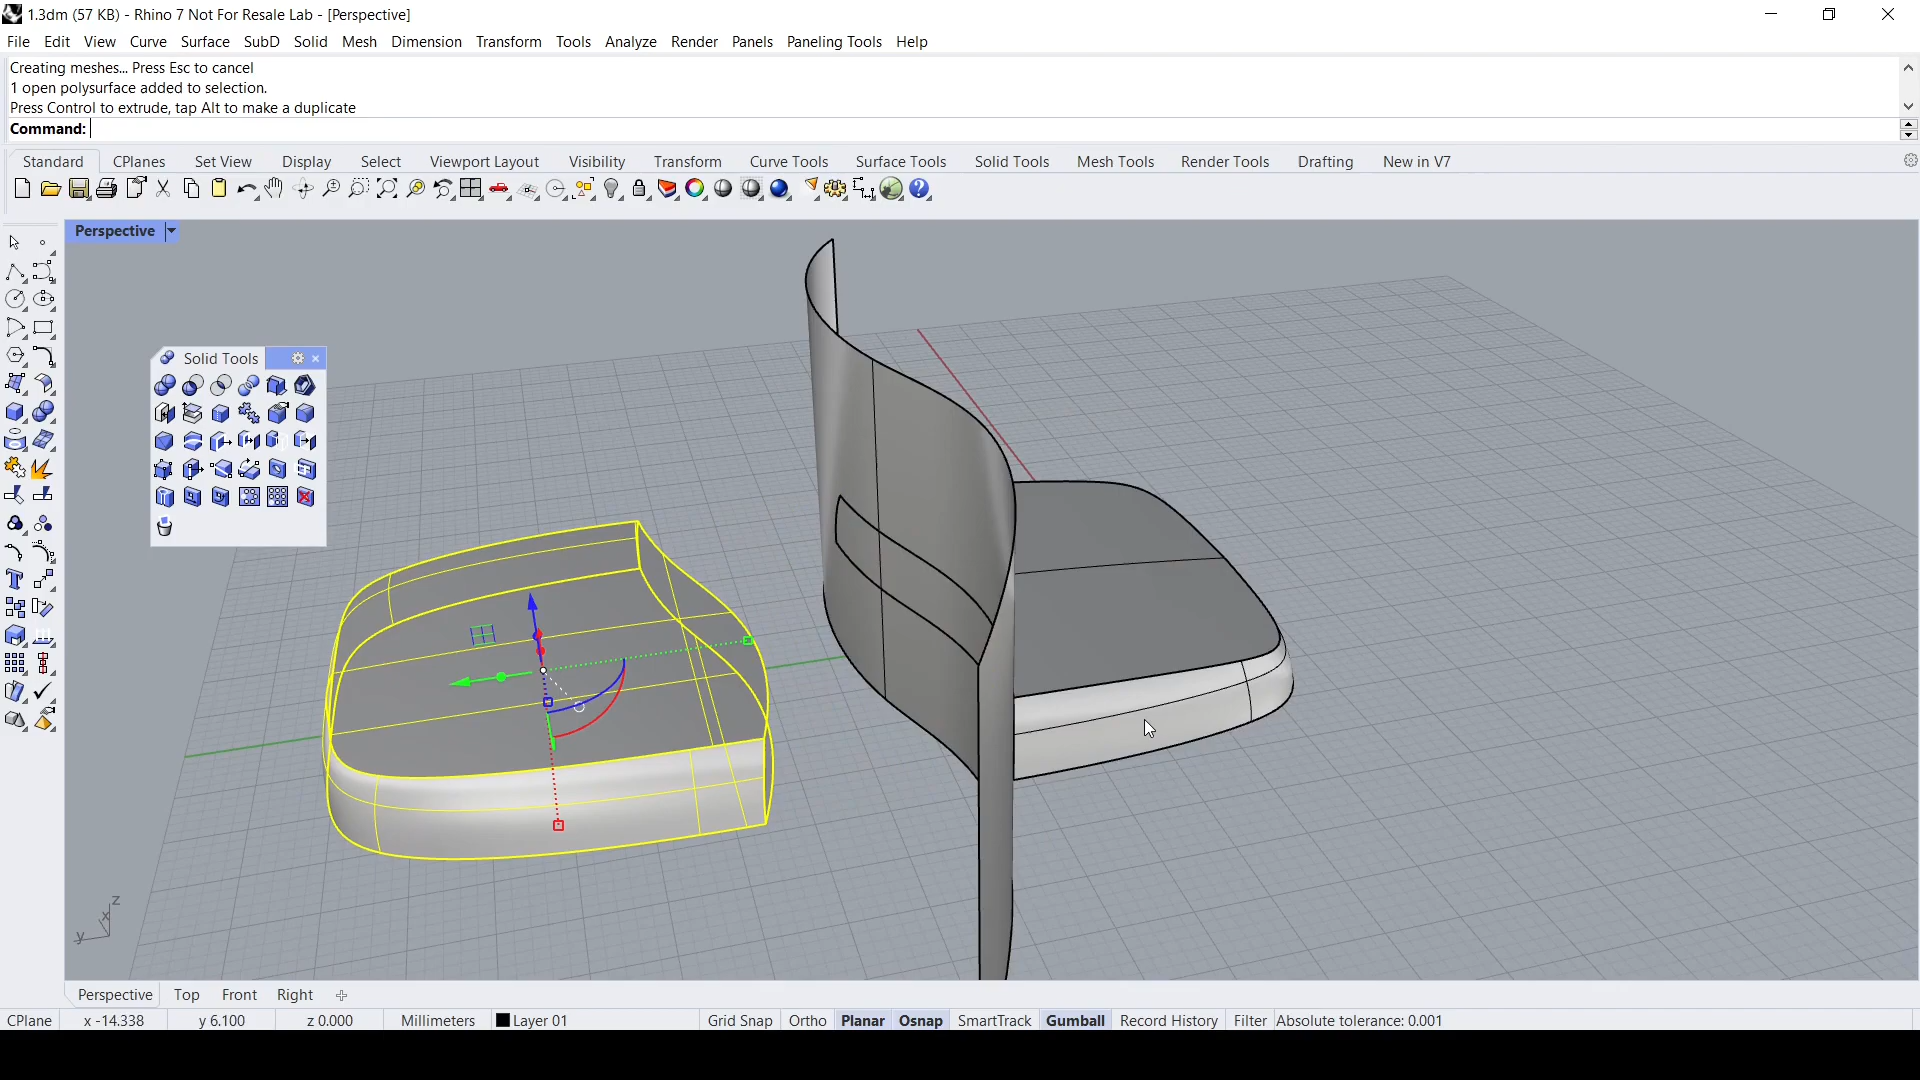 1.3dm (57 KB) - Rhino 7 Not For Resale Lab - [Perspective]
File Edit View Curve Surface SubD Solid Mesh Dimension Transform Tools Analyze Render Panels Paneling Tools Help
Creating meshes... Press Esc to cancel
1 open polysurface added to selection.
Press Control to extrude, tap Alt to make a duplicate
Command:
Standard CPlanes Set View Display Select Viewport Layout Visibility Transform Curve Tools Surface Tools Solid Tools Mesh Tools Render Tools Drafting New in V7
Perspective
Solid Tools
z
x
y
Perspective Top Front Right
CPlane x -14.338 y 6.100 z 0.000 Millimeters Layer 01 Grid Snap Ortho Planar Osnap SmartTrack Gumball Record History Filter Absolute tolerance: 0.001